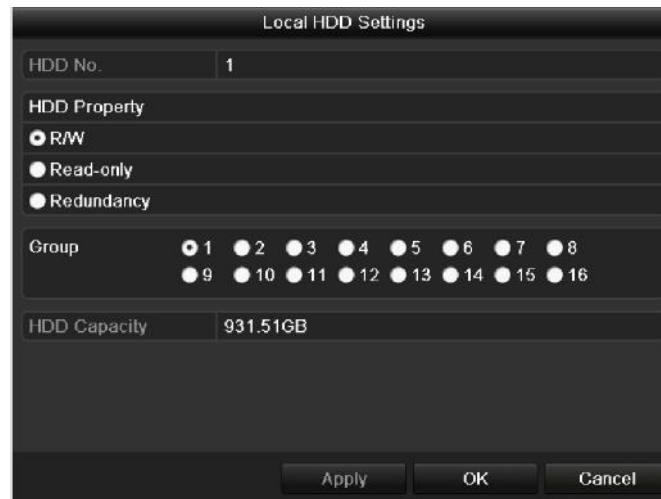 Local HDD Settings
HDD No. 1
HDD Property
R/W
Read-only
Redundancy
Group 1 2 3 4 5 6 7 8
9 10 11 12 13 14 15 16
HDD Capacity 931.51GB
Apply OK Cancel